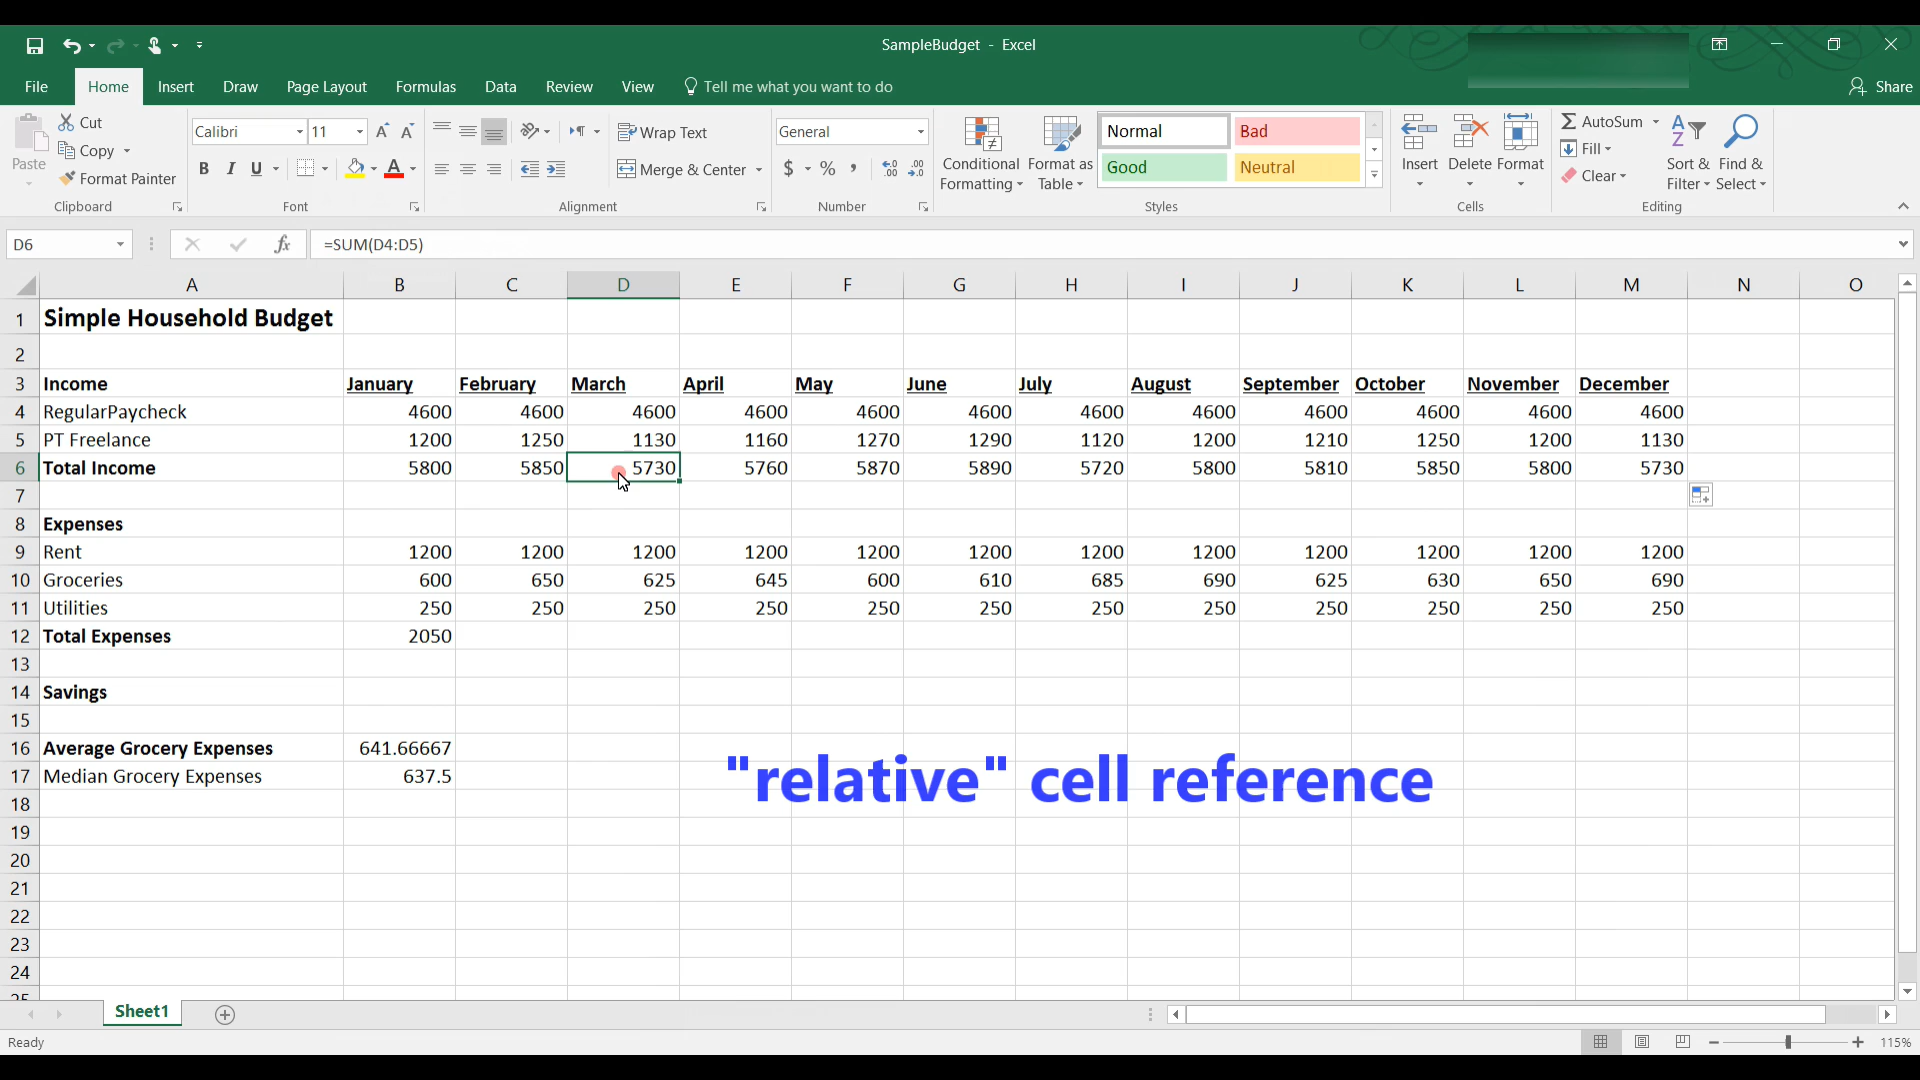 SampleBudget - Excel
File Home Insert Draw Page Layout Formulas Data Review View Tell me what you want to do Share
Paste Cut Copy Format Painter Clipboard
Calibri 11 B I U Font
Wrap Text Merge & Center Alignment
General $ % , Number
Conditional Formatting Format as Table Normal Bad Good Neutral Styles
Insert Delete Format Cells
AutoSum Fill Clear Sort & Filter Find & Select Editing
D6 fx =SUM(D4:D5)
A B C D E F G H I J K L M N O
1 Simple Household Budget
2
3 Income January February March April May June July August September October November December
4 RegularPaycheck 4600 4600 4600 4600 4600 4600 4600 4600 4600 4600 4600 4600
5 PT Freelance 1200 1250 1130 1160 1270 1290 1120 1200 1210 1250 1200 1130
6 Total Income 5800 5850 5730 5760 5870 5890 5720 5800 5810 5850 5800 5730
7
8 Expenses
9 Rent 1200 1200 1200 1200 1200 1200 1200 1200 1200 1200 1200 1200
10 Groceries 600 650 625 645 600 610 685 690 625 630 650 690
11 Utilities 250 250 250 250 250 250 250 250 250 250 250 250
12 Total Expenses 2050
13
14 Savings
15
16 Average Grocery Expenses 641.66667
17 Median Grocery Expenses 637.5
"relative" cell reference
18
19
20
21
22
23
24
25
Sheet1
Ready 115%